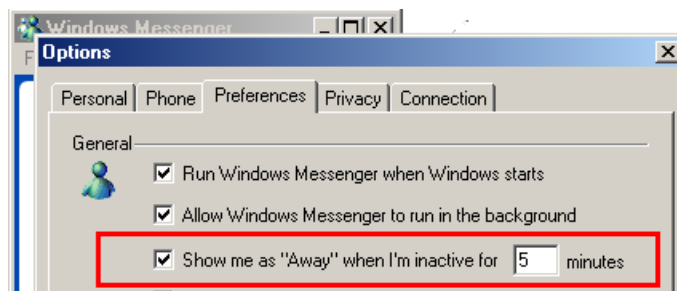 Windows Messenger
Options
Personal Phone Preferences Privacy Connection
General
Run Windows Messenger when Windows starts
Allow Windows Messenger to run in the background
Show me as "Away" when I'm inactive for 5 minutes